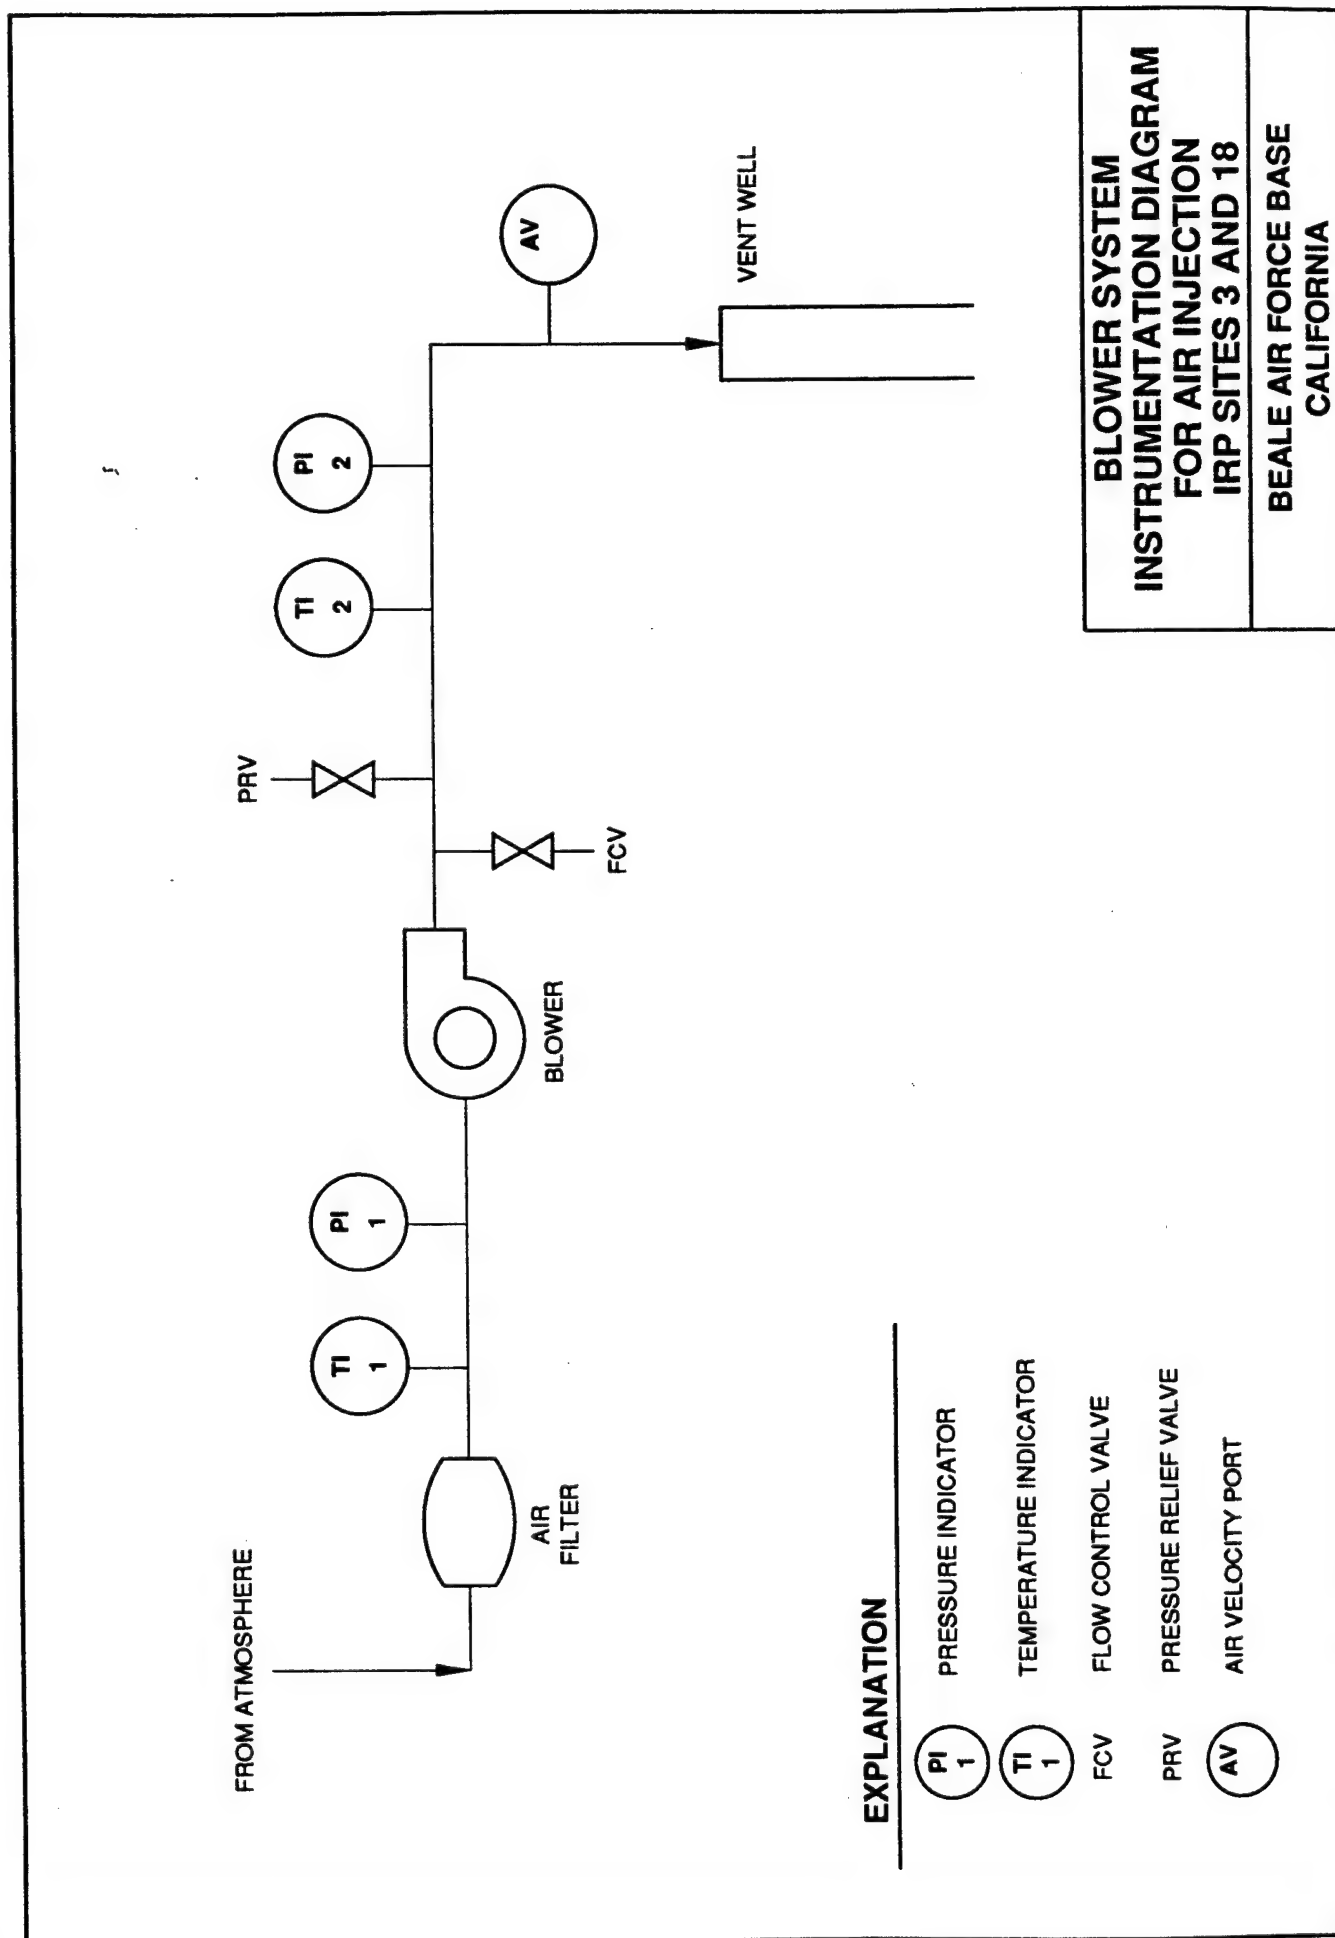 FROM ATMOSPHERE
AIR
FILTER
TI
1
PI
1
BLOWER
FCV
PRV
TI
2
PI
2
AV
VENT WELL
EXPLANATION
PI
1
PRESSURE INDICATOR
TI
1
TEMPERATURE INDICATOR
FCV
FLOW CONTROL VALVE
PRV
PRESSURE RELIEF VALVE
AV
AIR VELOCITY PORT
BLOWER SYSTEM
INSTRUMENTATION DIAGRAM
FOR AIR INJECTION
IRP SITES 3 AND 18
BEALE AIR FORCE BASE
CALIFORNIA